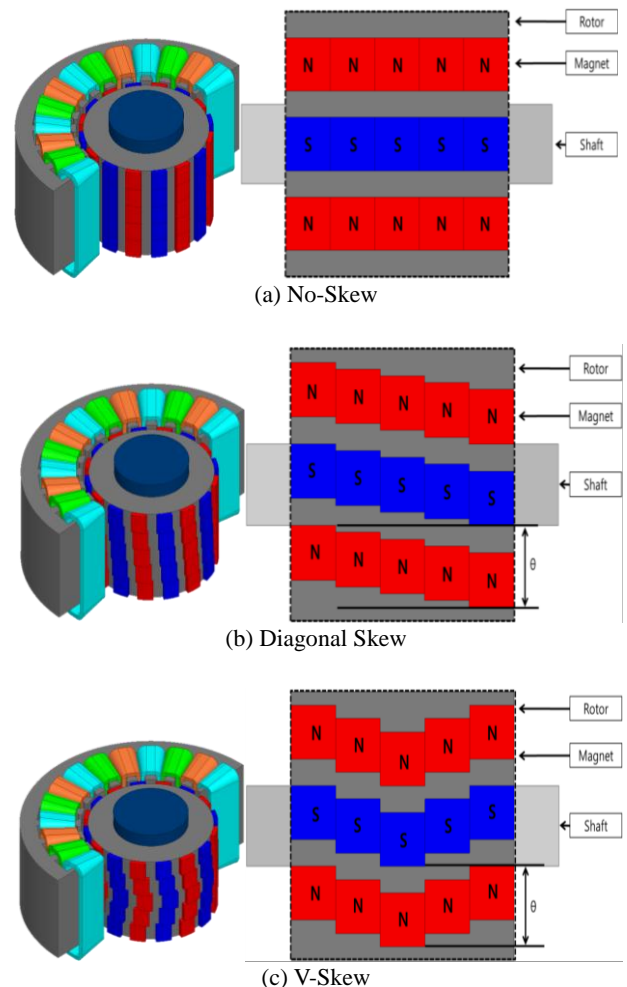 Rotor
N N N N N
Magnet
S S S S S
Shaft
N N N N N
(a) No-Skew
Rotor
N N N N N
Magnet
S S S S S
Shaft
N N N N N
θ
(b) Diagonal Skew
Rotor
N N N N N
Magnet
S S S S S
Shaft
N N N N N
θ
(c) V-Skew